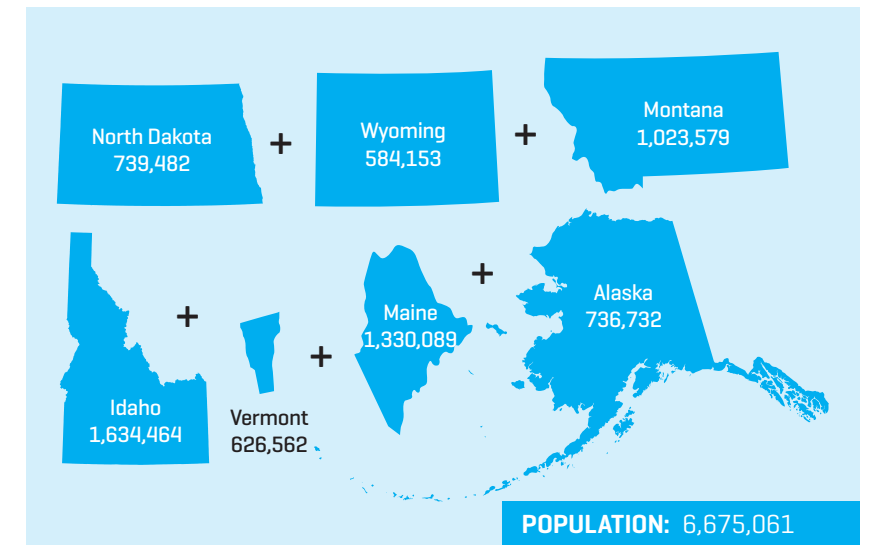 North Dakota
739,482
+
Wyoming
584,153
+
Montana
1,023,579
Idaho
1,634,464
+
Vermont
626,562
+
Maine
1,330,089
+
Alaska
736,732
POPULATION: 6,675,061